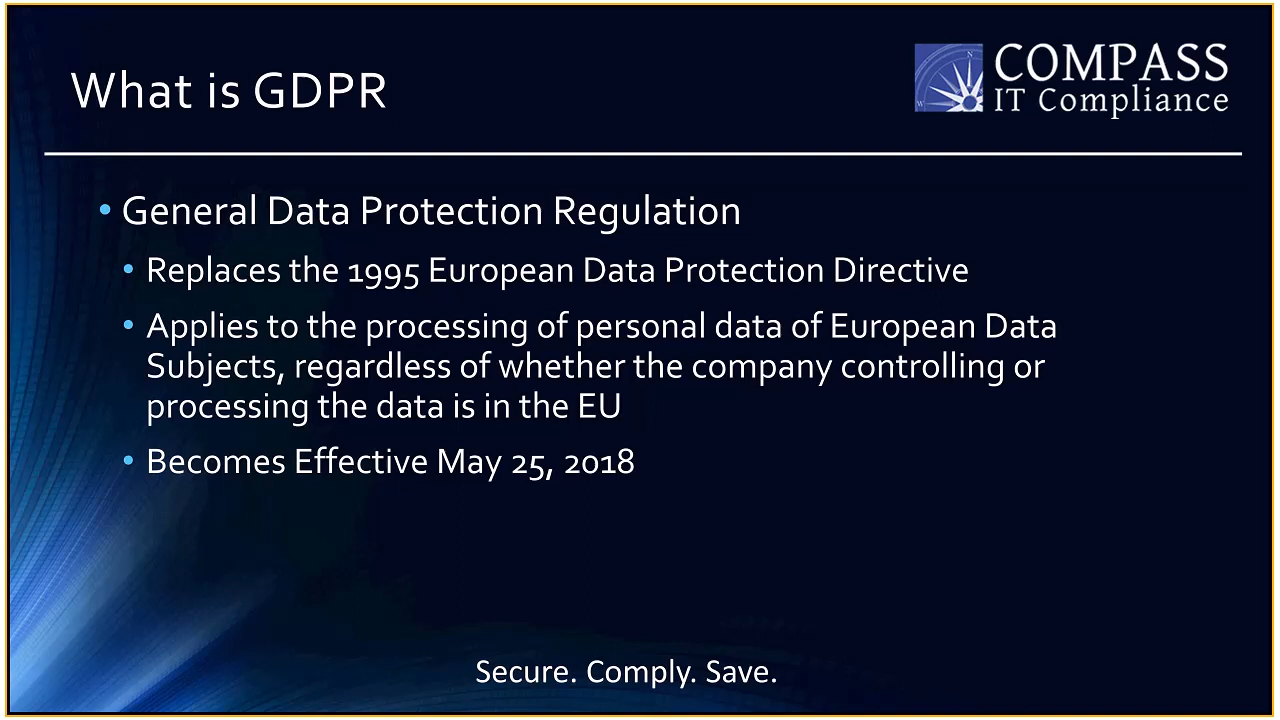 What is GDPR
COMPASS
IT Compliance
N
W
• General Data Protection Regulation
• Replaces the 1995 European Data Protection Directive
• Applies to the processing of personal data of European Data
Subjects, regardless of whether the company controlling or
processing the data is in the EU
• Becomes Effective May 25, 2018
Secure. Comply. Save.